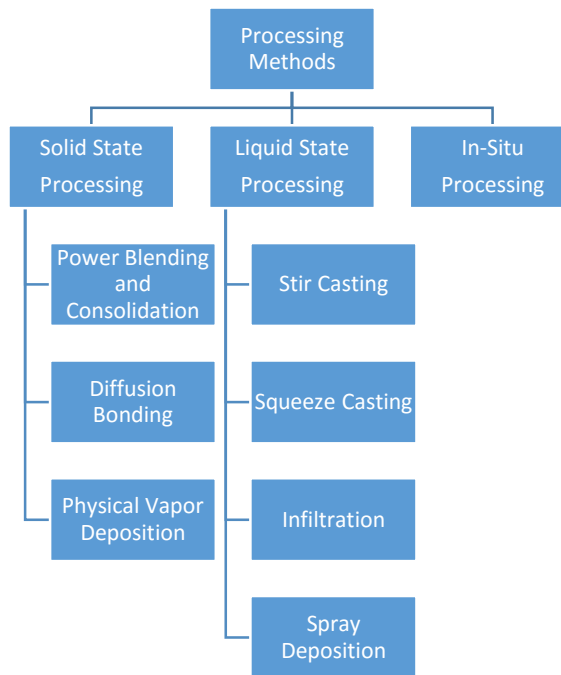 Processing
Methods
Solid State
Processing
Liquid State
Processing
In-Situ
Processing
Power Blending
and
Consolidation
Diffusion
Bonding
Physical Vapor
Deposition
Stir Casting
Squeeze Casting
Infiltration
Spray
Deposition